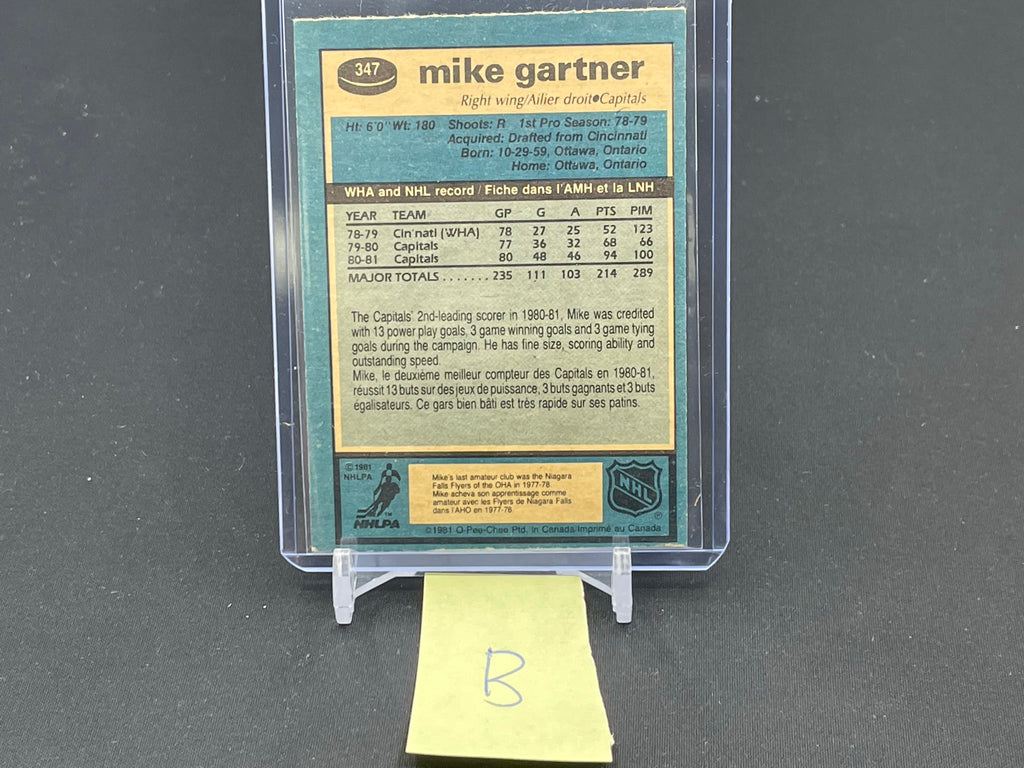 347
mike gartner
Right wing/Ailier droit•Capitals
Ht: 6'0" Wt: 180 Shoots: R 1st Pro Season: 78-79
Acquired: Drafted from Cincinnati
Born: 10-29-59, Ottawa, Ontario
Home: Ottawa, Ontario
WHA and NHL record / Fiche dans l'AMH et la LNH
YEAR TEAM GP G A PTS PIM
78-79 Cin'nati (WHA) 78 27 25 52 123
79-80 Capitals 77 36 32 68 66
80-81 Capitals 80 48 46 94 100
MAJOR TOTALS ....... 235 111 103 214 289
The Capitals' 2nd-leading scorer in 1980-81, Mike was credited
with 13 power play goals, 3 game winning goals and 3 game tying
goals during the campaign. He has fine size, scoring ability and
outstanding speed.
Mike, le deuxième meilleur compteur des Capitals en 1980-81,
réussit 13 buts sur des jeux de puissance, 3 buts gagnants et 3 buts
égalisateurs. Ce gars bien bâti est très rapide sur ses patins.
© 1981
NHLPA
NHLPA
TM
Mike's last amateur club was the Niagara
Falls Flyers of the OHA in 1977-78.
Mike acheva son apprentissage comme
amateur avec les Flyers de Niagara Falls
dans l'AHO en 1977-78.
NHL
©1981 O-Pee-Chee Ptd. in Canada-Imprimé au Canada
B